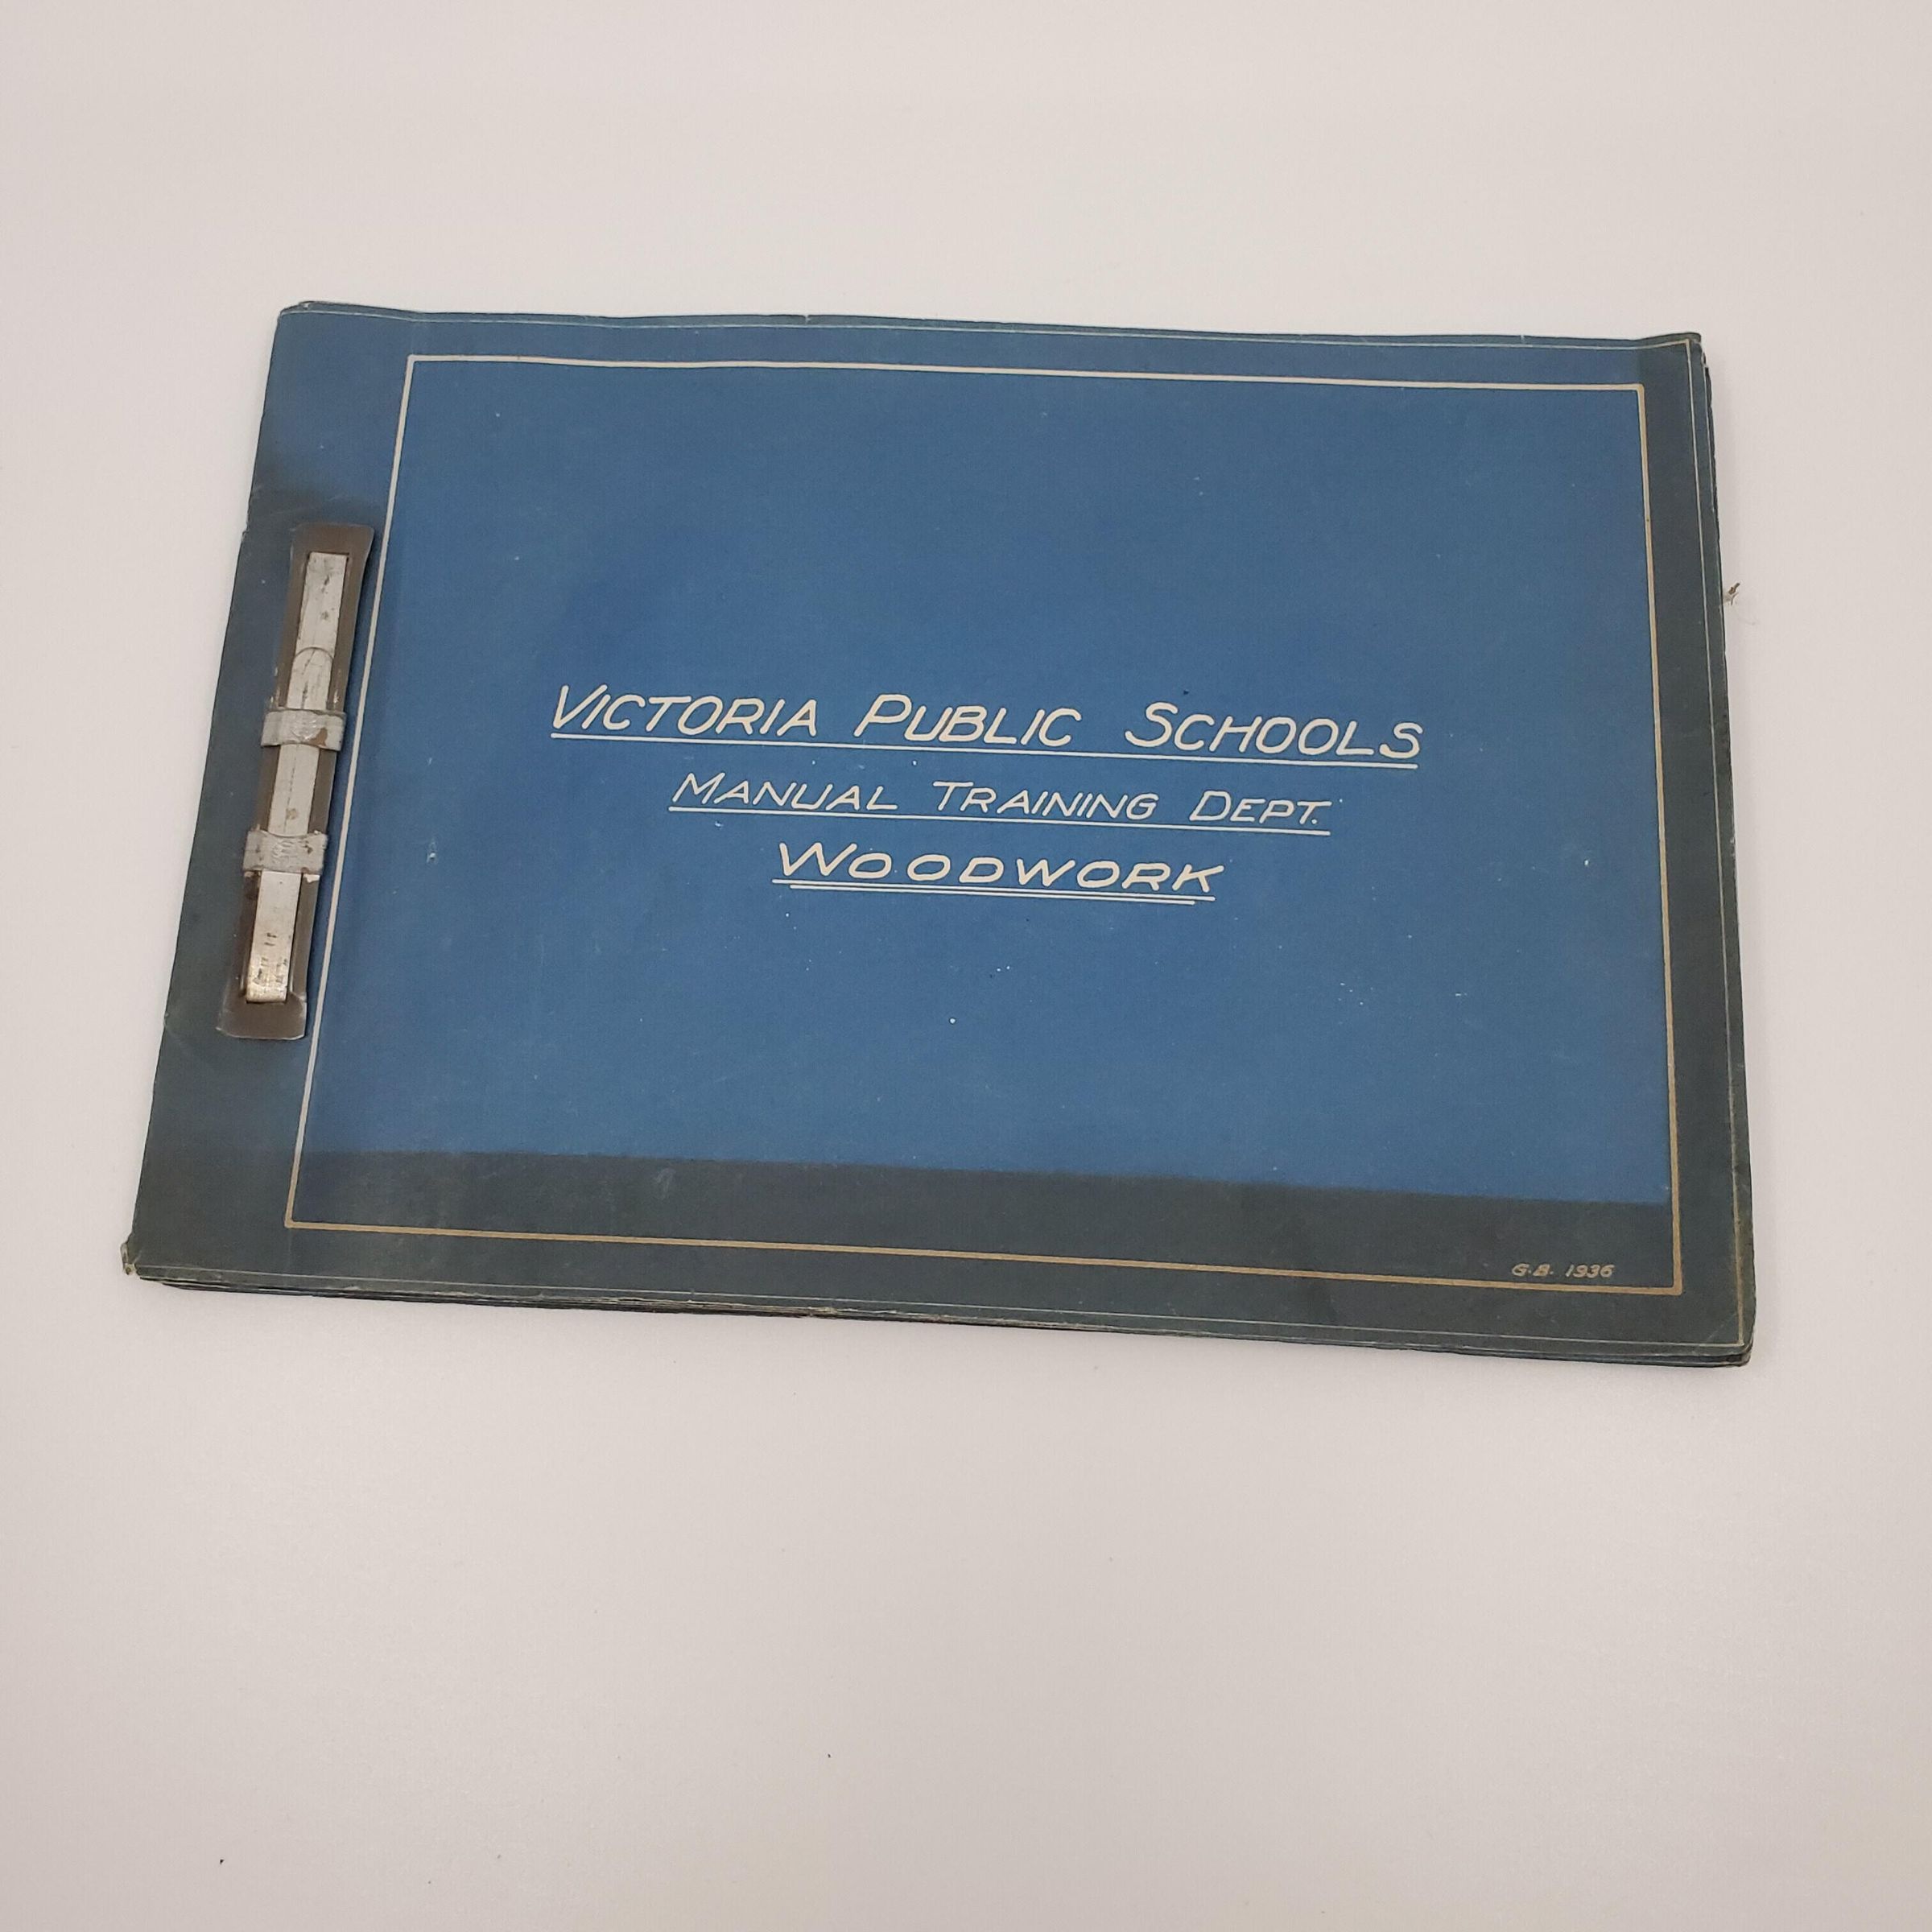 VICTORIA PUBLIC SCHOOLS
MANUAL TRAINING DEPT.
WOODWORK
G.B. 1936